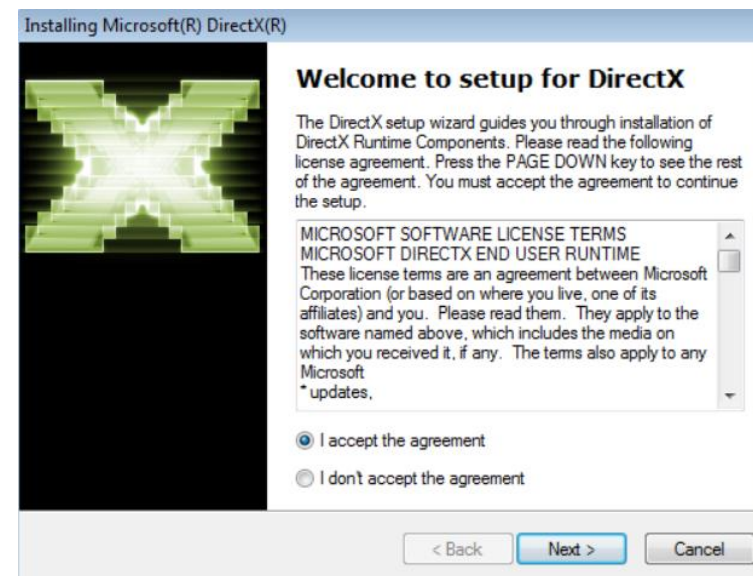 Installing Microsoft(R) DirectX(R)
Welcome to setup for DirectX
The DirectX setup wizard guides you through installation of
DirectX Runtime Components. Please read the following
license agreement. Press the PAGE DOWN key to see the rest
of the agreement. You must accept the agreement to continue
the setup.
MICROSOFT SOFTWARE LICENSE TERMS
MICROSOFT DIRECTX END USER RUNTIME
These license terms are an agreement between Microsoft
Corporation (or based on where you live, one of its
affiliates) and you. Please read them. They apply to the
software named above, which includes the media on
which you received it, if any. The terms also apply to any
Microsoft
* updates,
I accept the agreement
I don't accept the agreement
< Back Next > Cancel